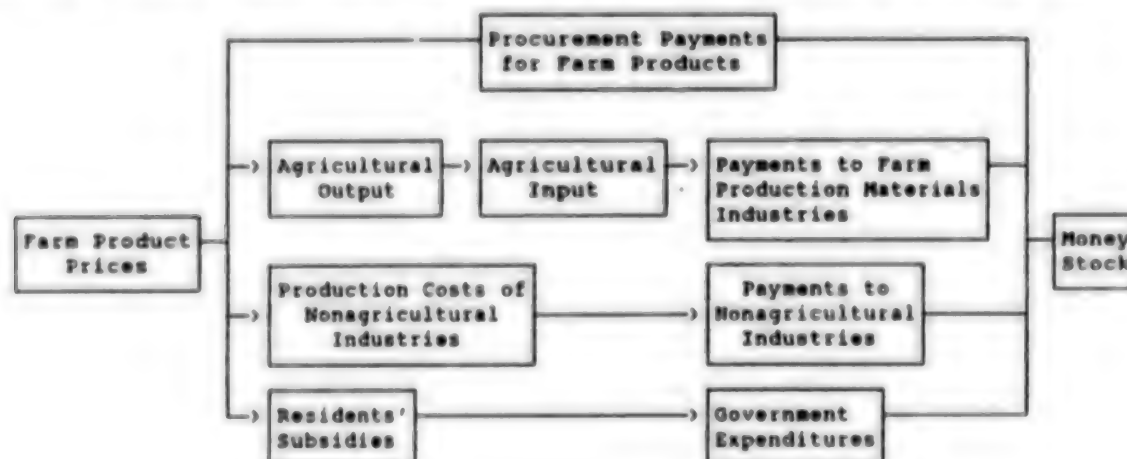 Procurement Payments
for Farm Products
Agricultural
Output
Agricultural
Input
Payments to Farm
Production Materials
Industries
Farm Product
Prices
Money
Stock
Production Costs of
Nonagricultural
Industries
Payments to
Nonagricultural
Industries
Residents'
Subsidies
Government
Expenditures